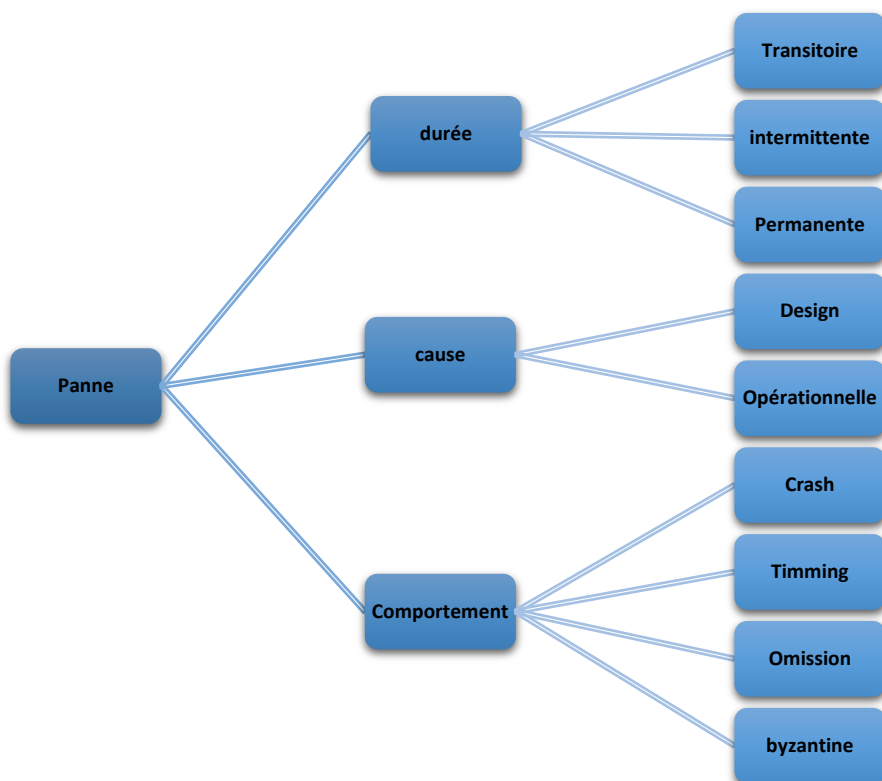 Panne
durée
Transitoire
intermittente
Permanente
cause
Design
Opérationnelle
Comportement
Crash
Timming
Omission
byzantine